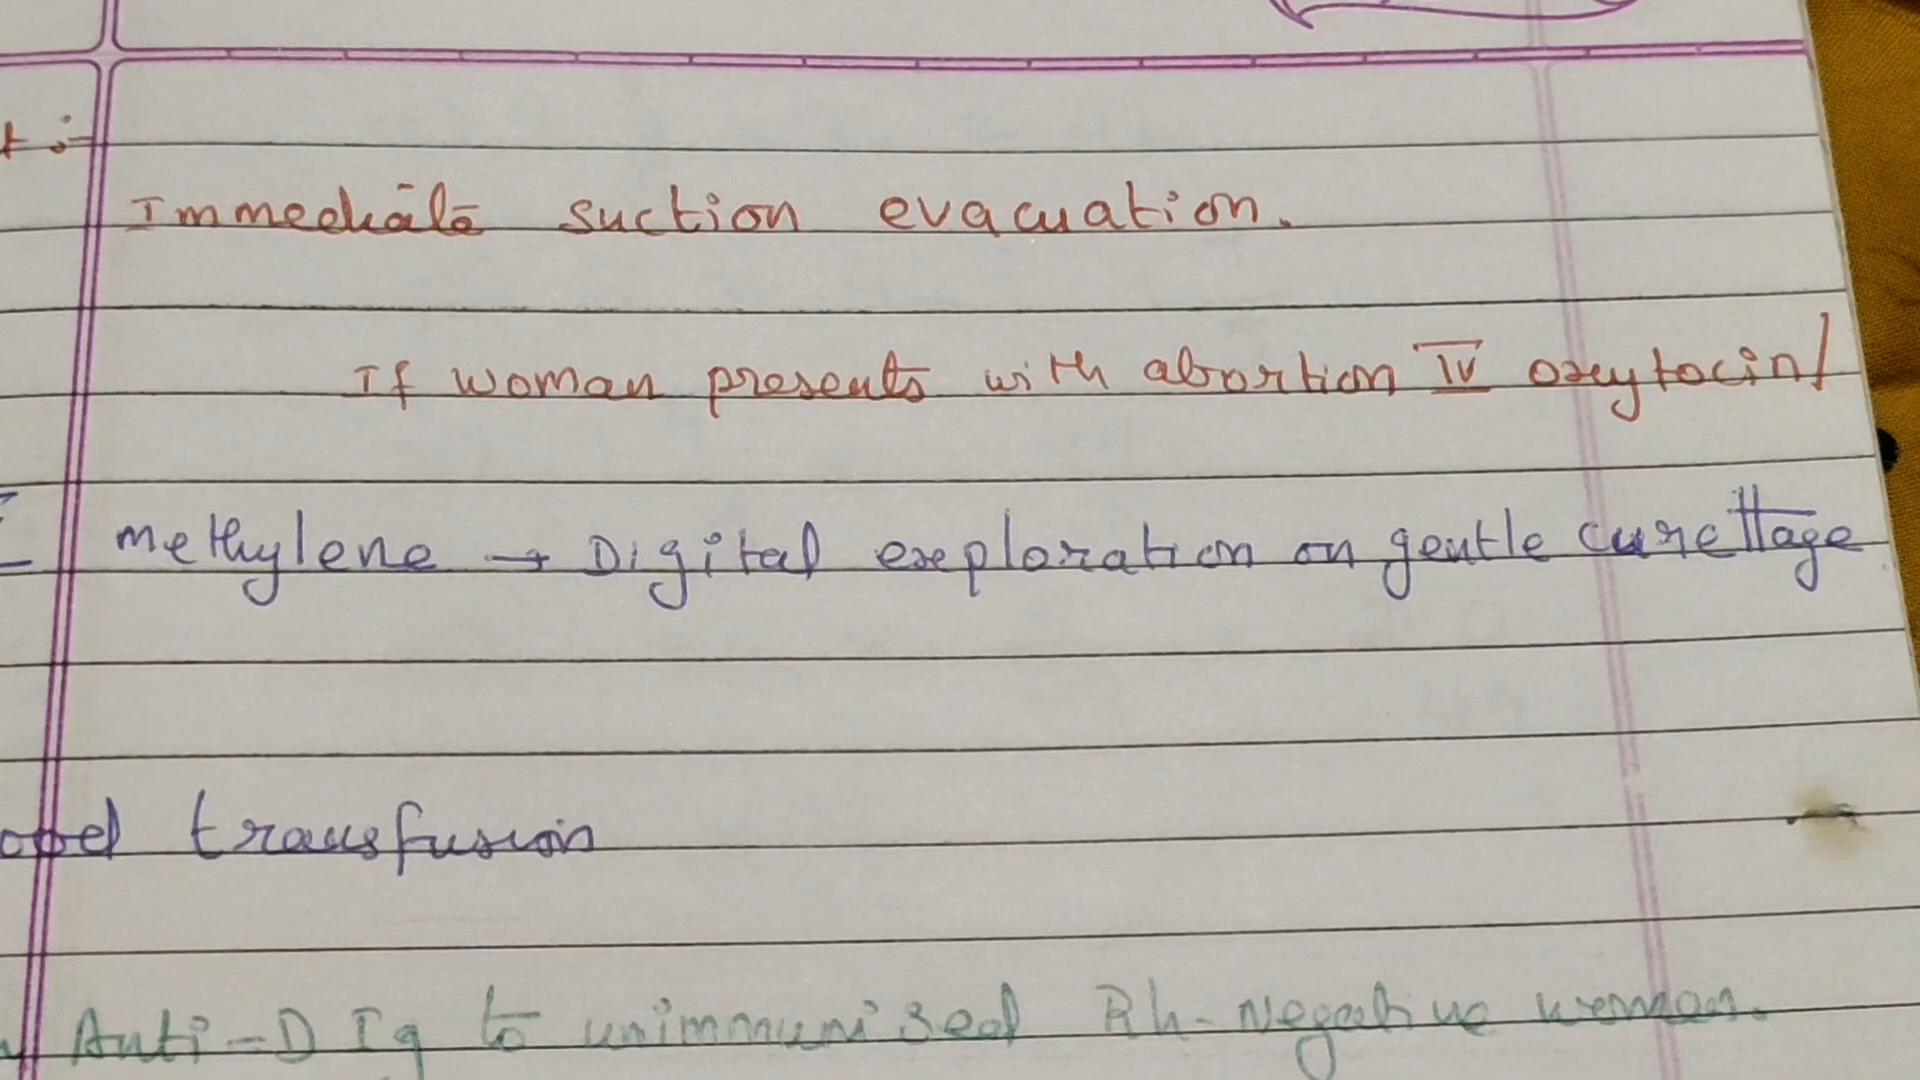 Immediate suction evacuation.
If woman presents with abortion IV oxytocin/
methylene → Digital exploration on gentle curettage
transfusion
Anti-D Ig to unimmunised Rh-Negative woman.